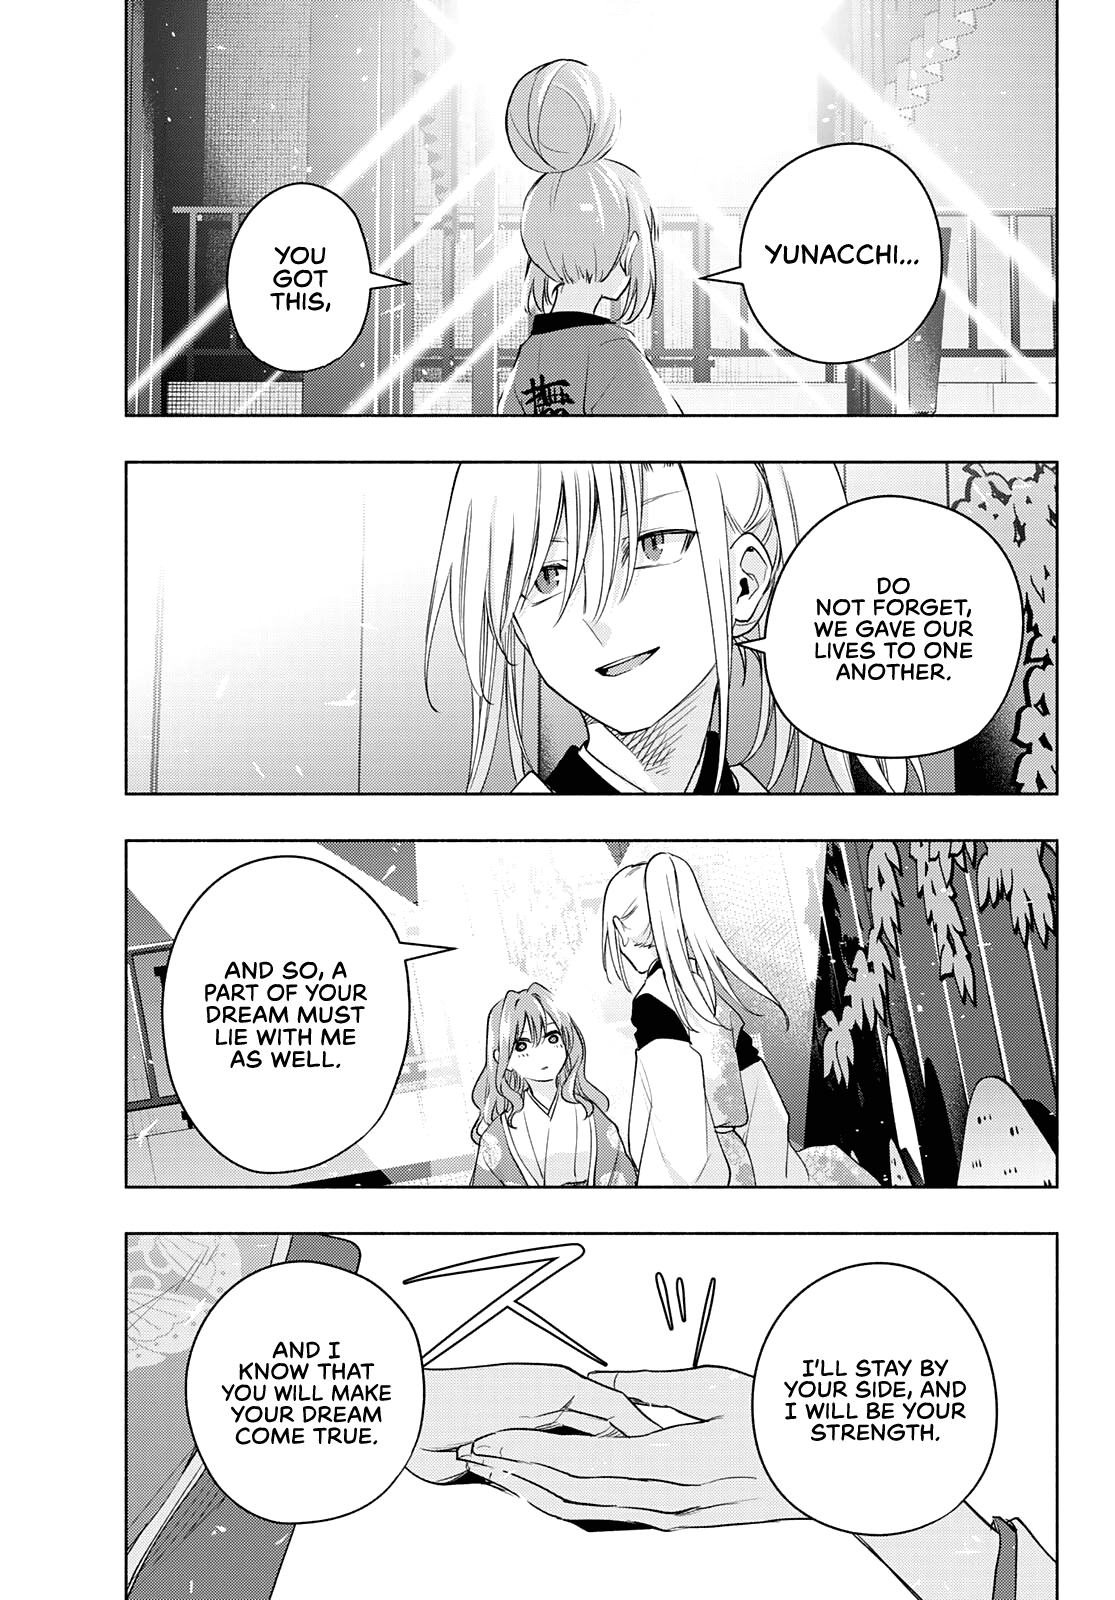 YUNACCHI...
YOU
GOT
THIS,
DO
NOT FORGET,
WE GAVE OUR
LIVES TO ONE
ANOTHER.
AND SO, A
PART OF YOUR
DREAM MUST
LIE WITH ME
AS WELL.
I'LL STAY BY
YOUR SIDE, AND
I WILL BE YOUR
STRENGTH.
AND I
KNOW THAT
YOU WILL MAKE
YOUR DREAM
COME TRUE.
ス"